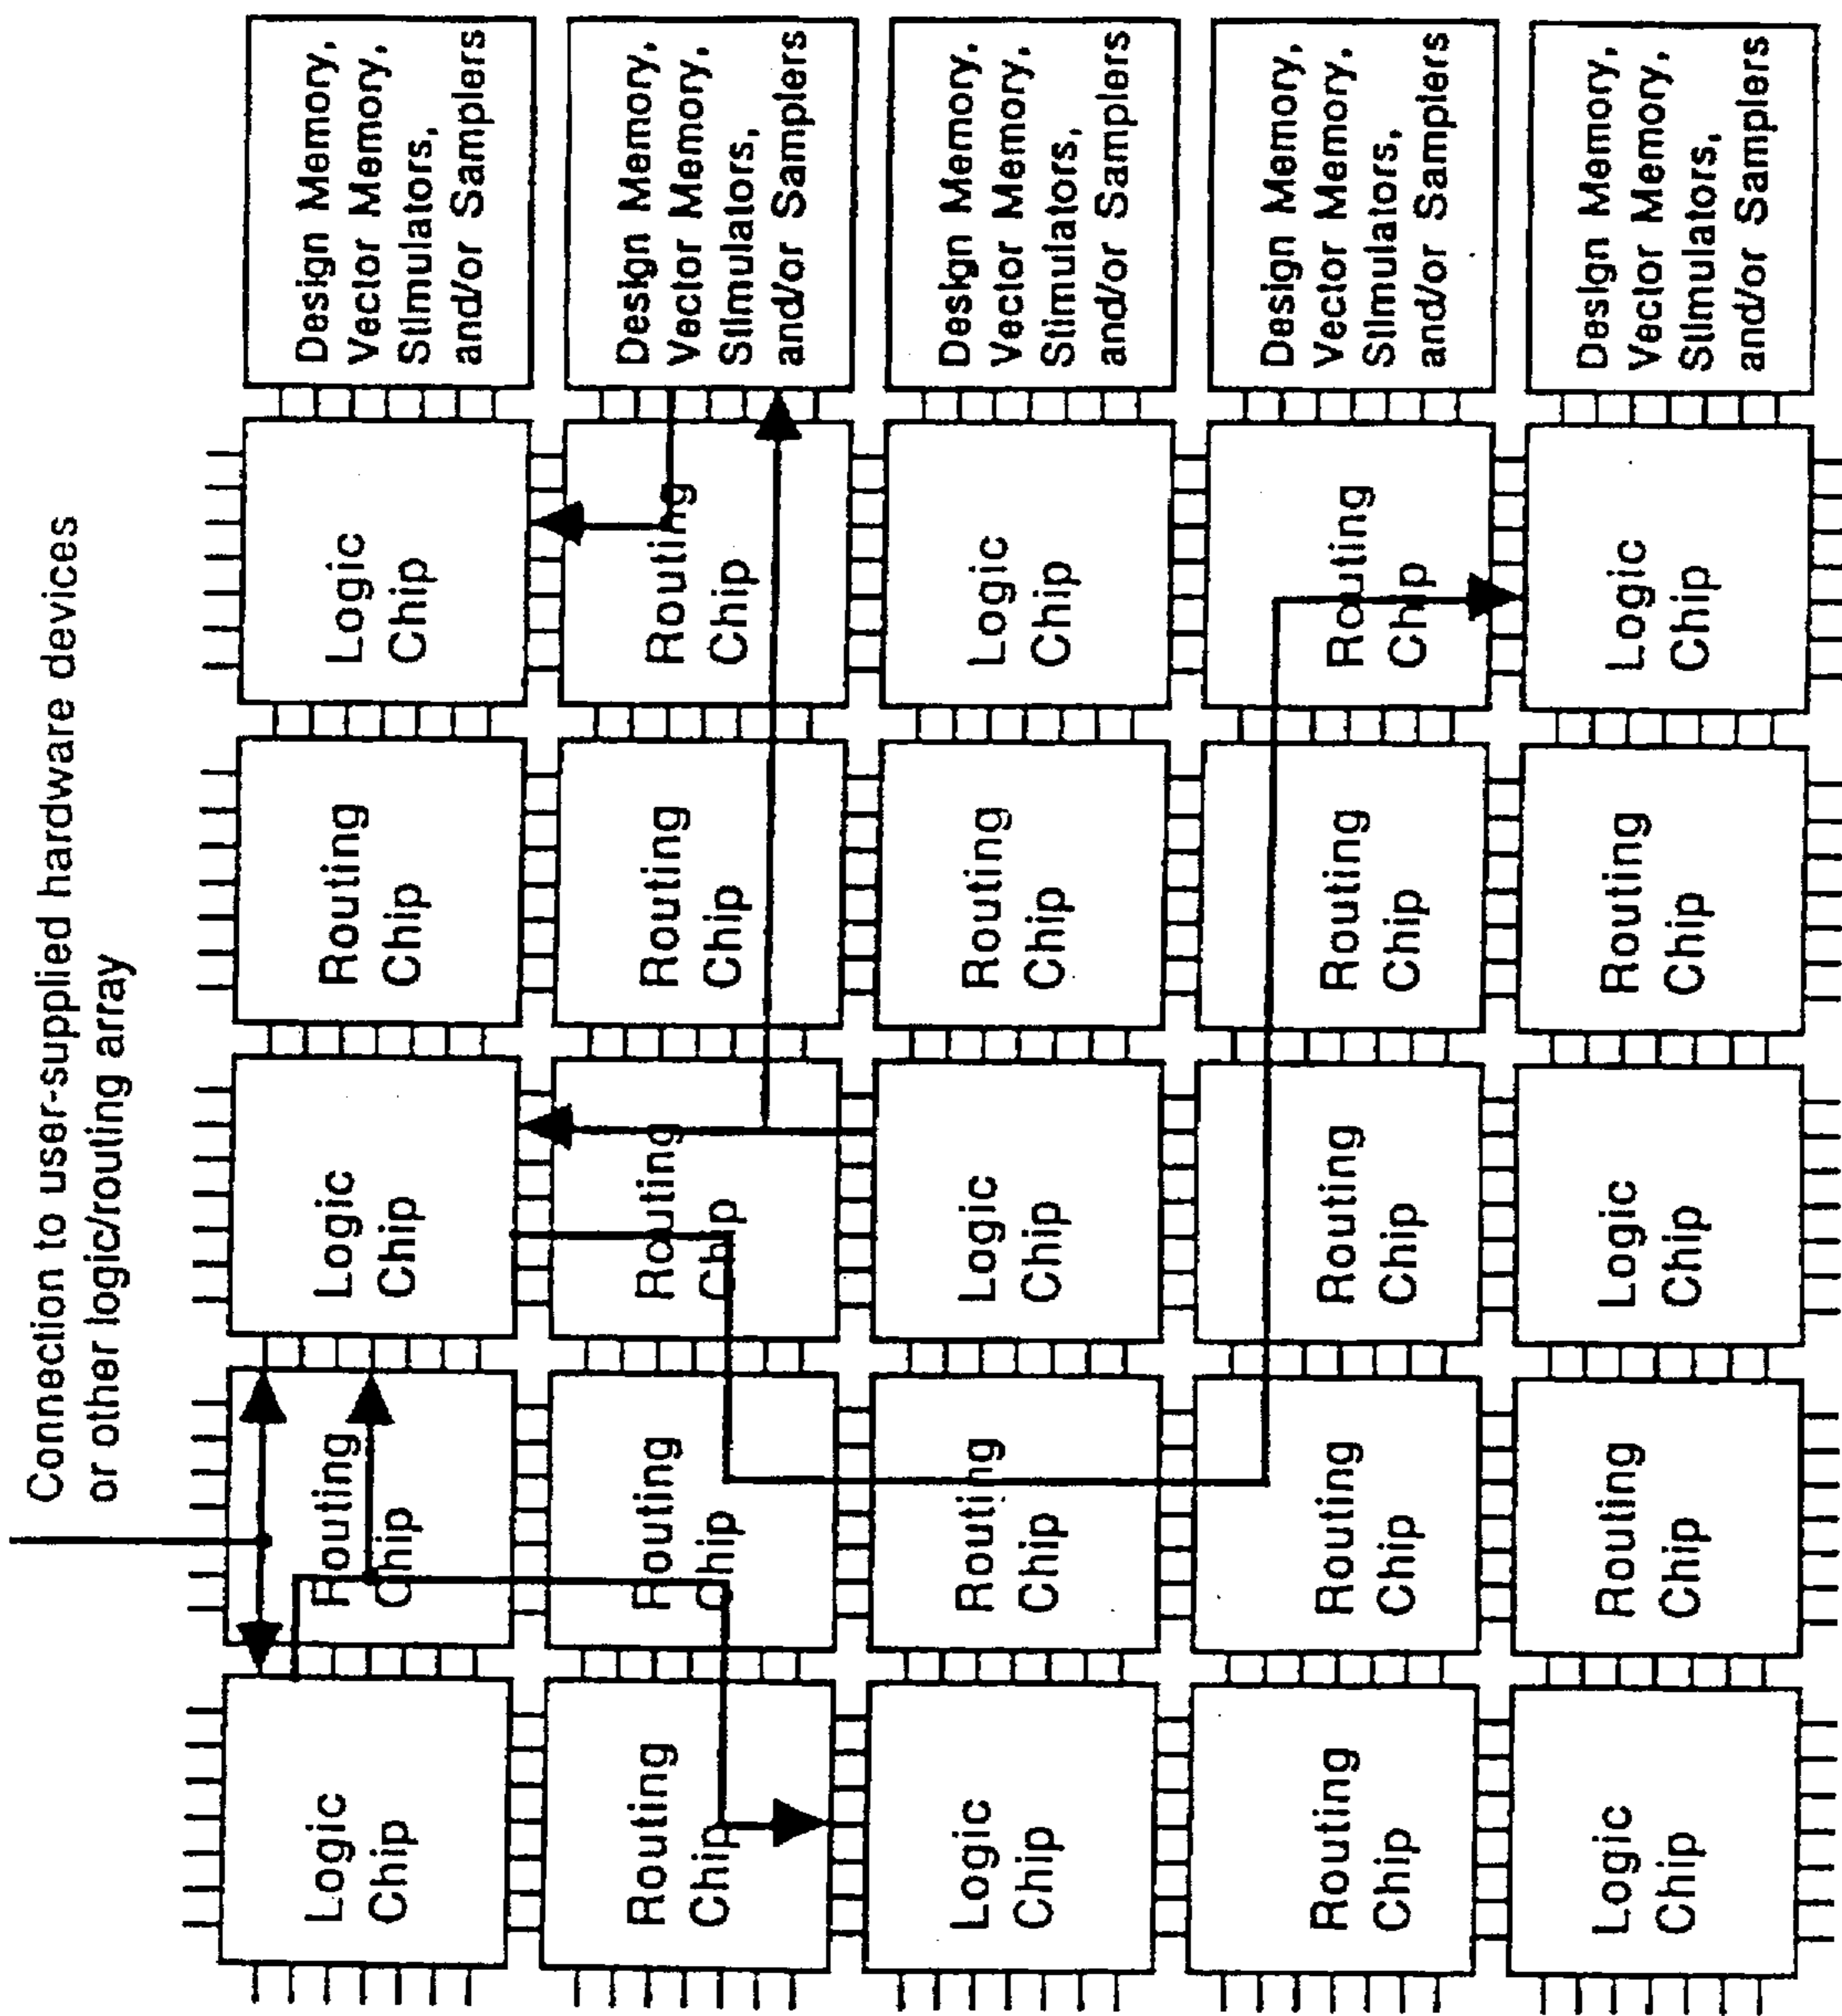 Connection to user-supplied hardware devices
or other logic/routing array
Logic
Chip
Routing
Chip
Logic
Chip
Routing
Chip
Logic
Chip
Design Memory,
Vector Memory,
Stimulators,
and/or Samplers
Routing
Chip
Routing
Chip
Routing
Chip
Routing
Chip
Routing
Chip
Design Memory,
Vector Memory,
Stimulators,
and/or Samplers
Logic
Chip
Routing
Chip
Logic
Chip
Routing
Chip
Logic
Chip
Design Memory,
Vector Memory,
Stimulators,
and/or Samplers
Routing
Chip
Routing
Chip
Routing
Chip
Routing
Chip
Routing
Chip
Design Memory,
Vector Memory,
Stimulators,
and/or Samplers
Logic
Chip
Routing
Chip
Logic
Chip
Routing
Chip
Logic
Chip
Design Memory,
Vector Memory,
Stimulators,
and/or Samplers